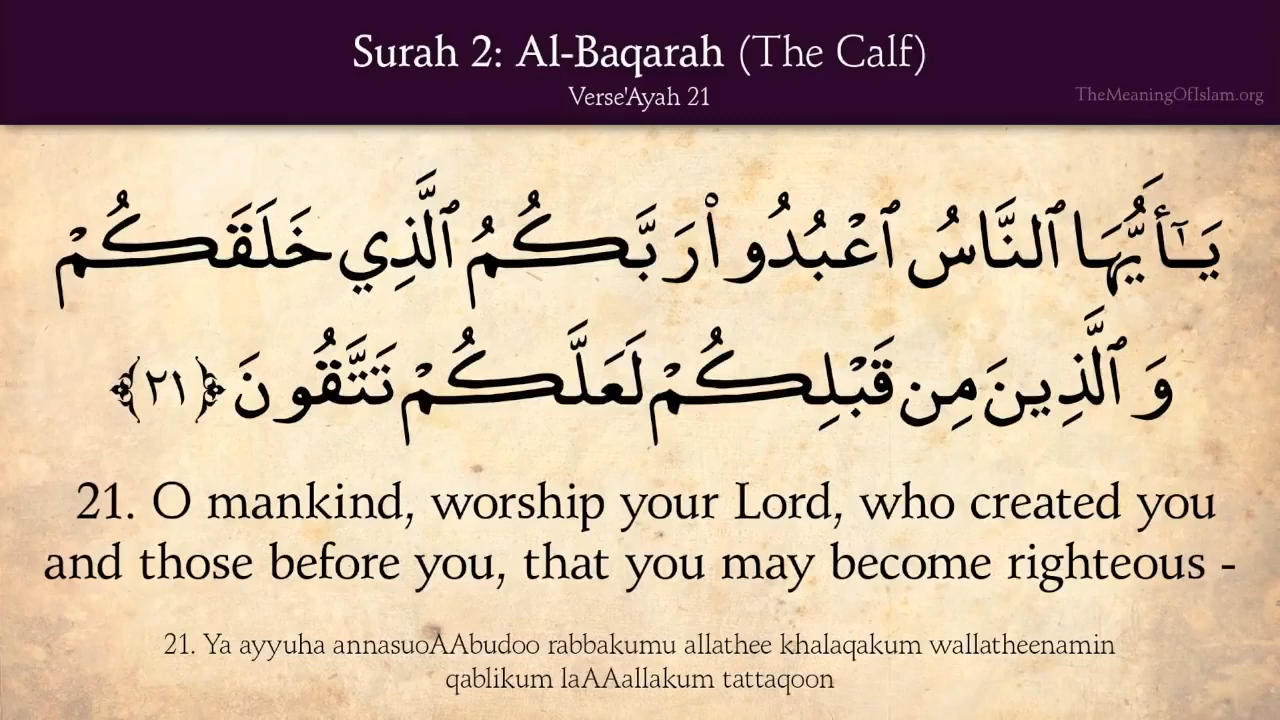 Surah 2: Al-Baqarah (The Calf)
Verse'Ayah 21
TheMeaningOfIslam.org
يَـٰٓأَيُّهَا ٱلنَّاسُ ٱعْبُدُوا۟ رَبَّكُمُ ٱلَّذِي خَلَقَكُمْ
وَٱلَّذِينَ مِن قَبْلِكُمْ لَعَلَّكُمْ تَتَّقُونَ ﴿٢١﴾
21. O mankind, worship your Lord, who created you
and those before you, that you may become righteous -
21. Ya ayyuha annasuoAAbudoo rabbakumu allathee khalaqakum wallatheenamin
qablikum laAAallakum tattaqoon